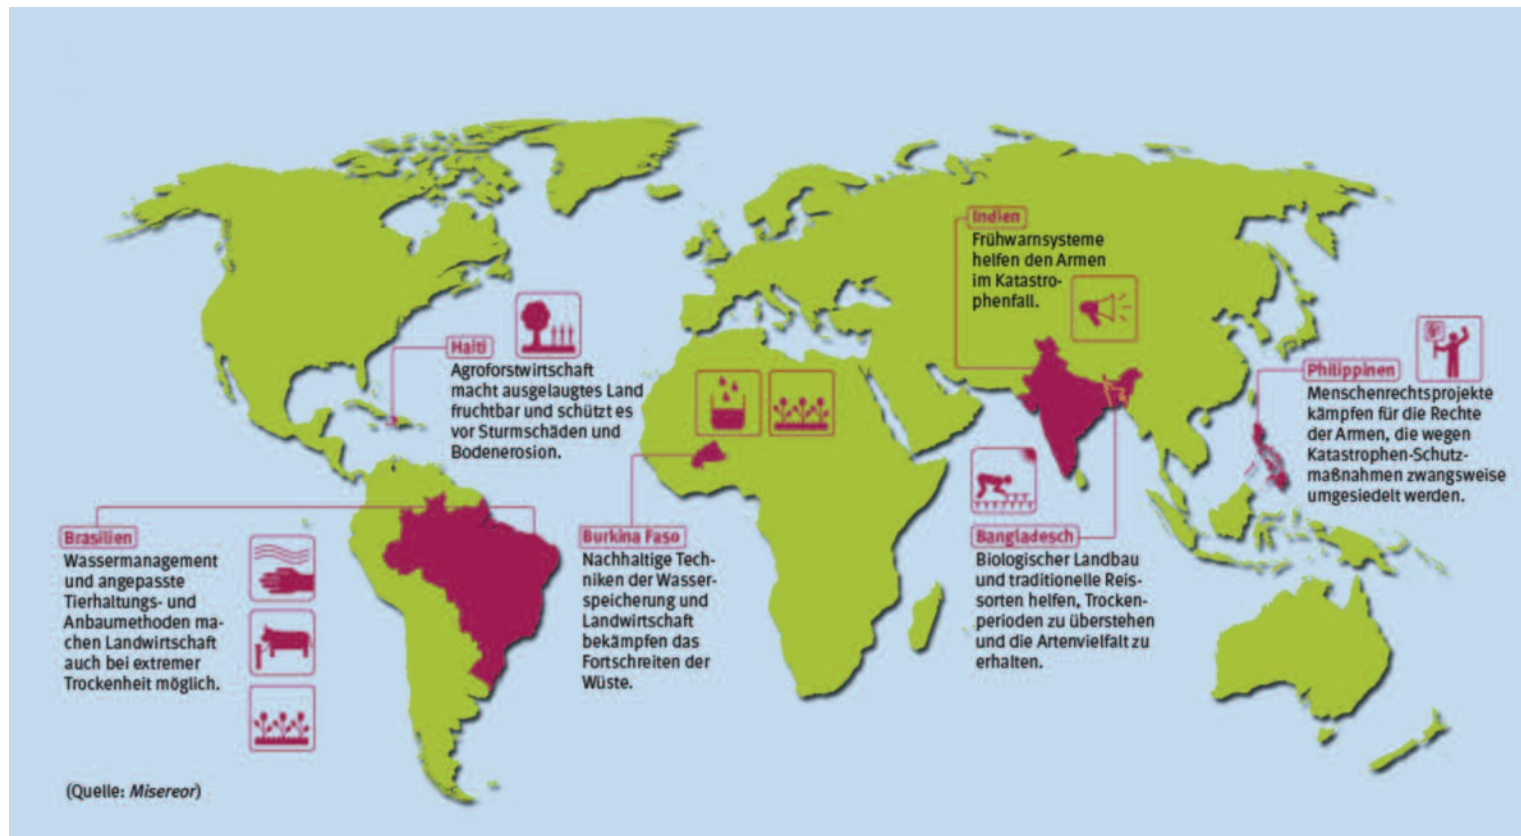 Indien
Frühwarnsysteme
helfen den Armen
im Katastro-
phenfall.
Haiti
Agroforstwirtschaft
macht ausgelaugtes Land
fruchtbar und schützt es
vor Sturmschäden und
Bodenerosion.
Philippinen
Menschenrechtsprojekte
kämpfen für die Rechte
der Armen, die wegen
Katastrophen-Schutz-
maßnahmen zwangsweise
umgesiedelt werden.
Brasilien
Wassermanagement
und angepasste
Tierhaltungs- und
Anbaumethoden ma-
chen Landwirtschaft
auch bei extremer
Trockenheit möglich.
Burkina Faso
Nachhaltige Tech-
niken der Wasser-
speicherung und
Landwirtschaft
bekämpfen das
Fortschreiten der
Wüste.
Bangladesch
Biologischer Landbau
und traditionelle Reis-
sorten helfen, Trocken-
perioden zu überstehen
und die Artenvielfalt zu
erhalten.
(Quelle: Misereor)